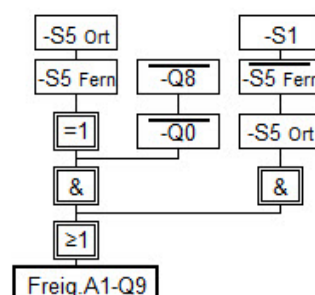 -S5 Ort
-S1
-S5 Fern
-Q8
-S5 Fern
=1
-Q0
-S5 Ort
&
&
≥1
Freig.A1-Q9